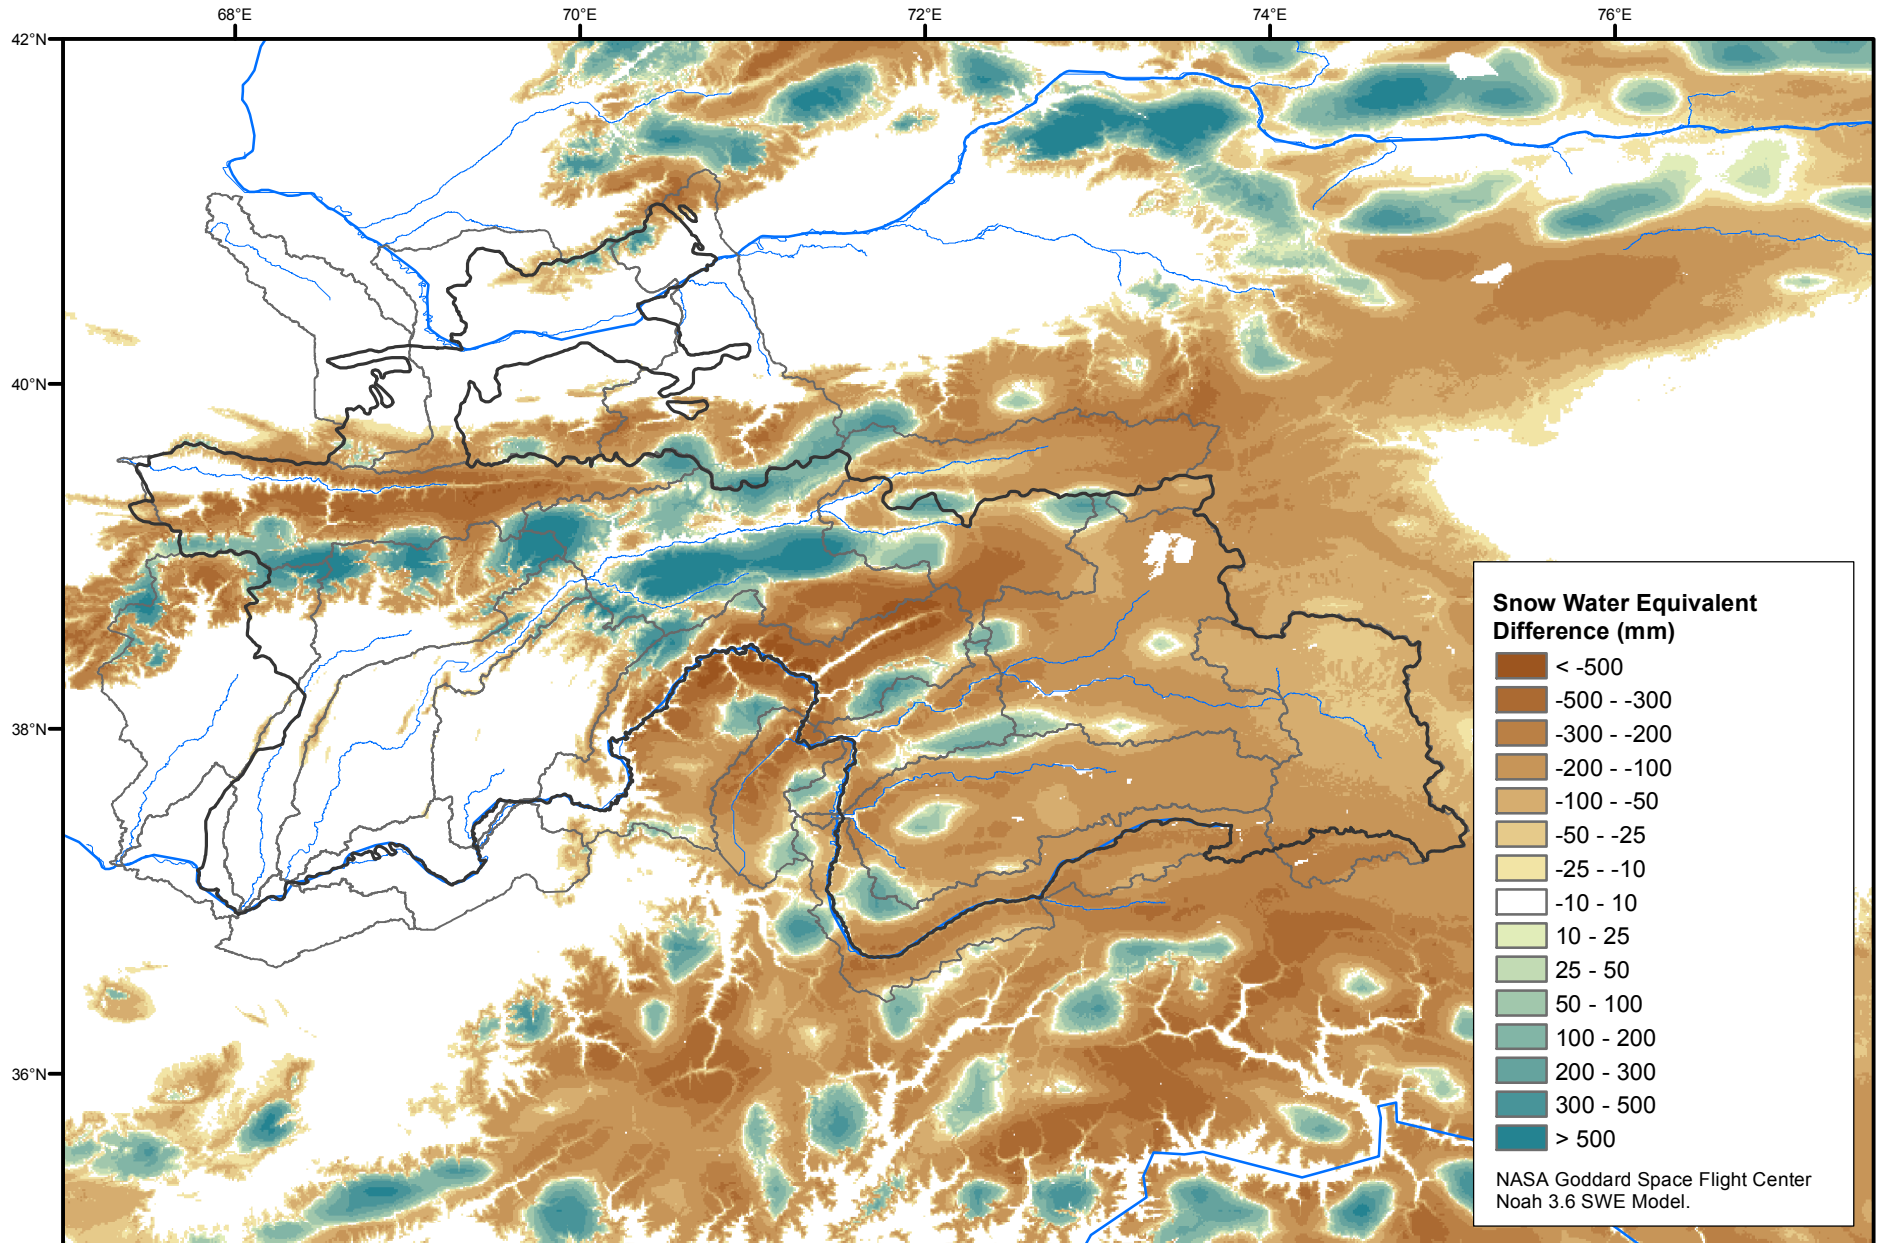 68°E
70°E
72°E
74°E
76°E
42°N
40°N
38°N
36°N
Snow Water Equivalent
Difference (mm)
< -500
-500 - -300
-300 - -200
-200 - -100
-100 - -50
-50 - -25
-25 - -10
-10 - 10
10 - 25
25 - 50
50 - 100
100 - 200
200 - 300
300 - 500
> 500
NASA Goddard Space Flight Center
Noah 3.6 SWE Model.